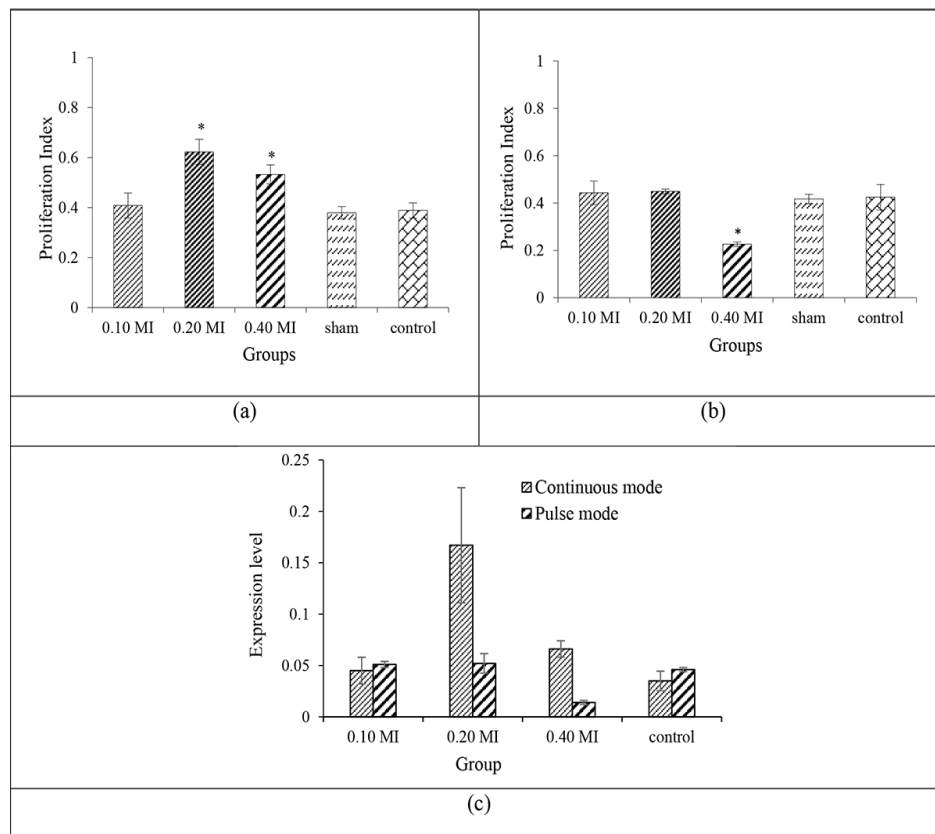 1
0.8
0.6
0.4
0.2
0
Proliferation Index
*
*
0.10 MI 0.20 MI 0.40 MI sham control
Groups
(a)
1
0.8
0.6
0.4
0.2
0
Proliferation Index
*
0.10 MI 0.20 MI 0.40 MI sham control
Groups
(b)
0.25
0.2
0.15
0.1
0.05
0
Expression level
Continuous mode
Pulse mode
0.10 MI 0.20 MI 0.40 MI control
Group
(c)